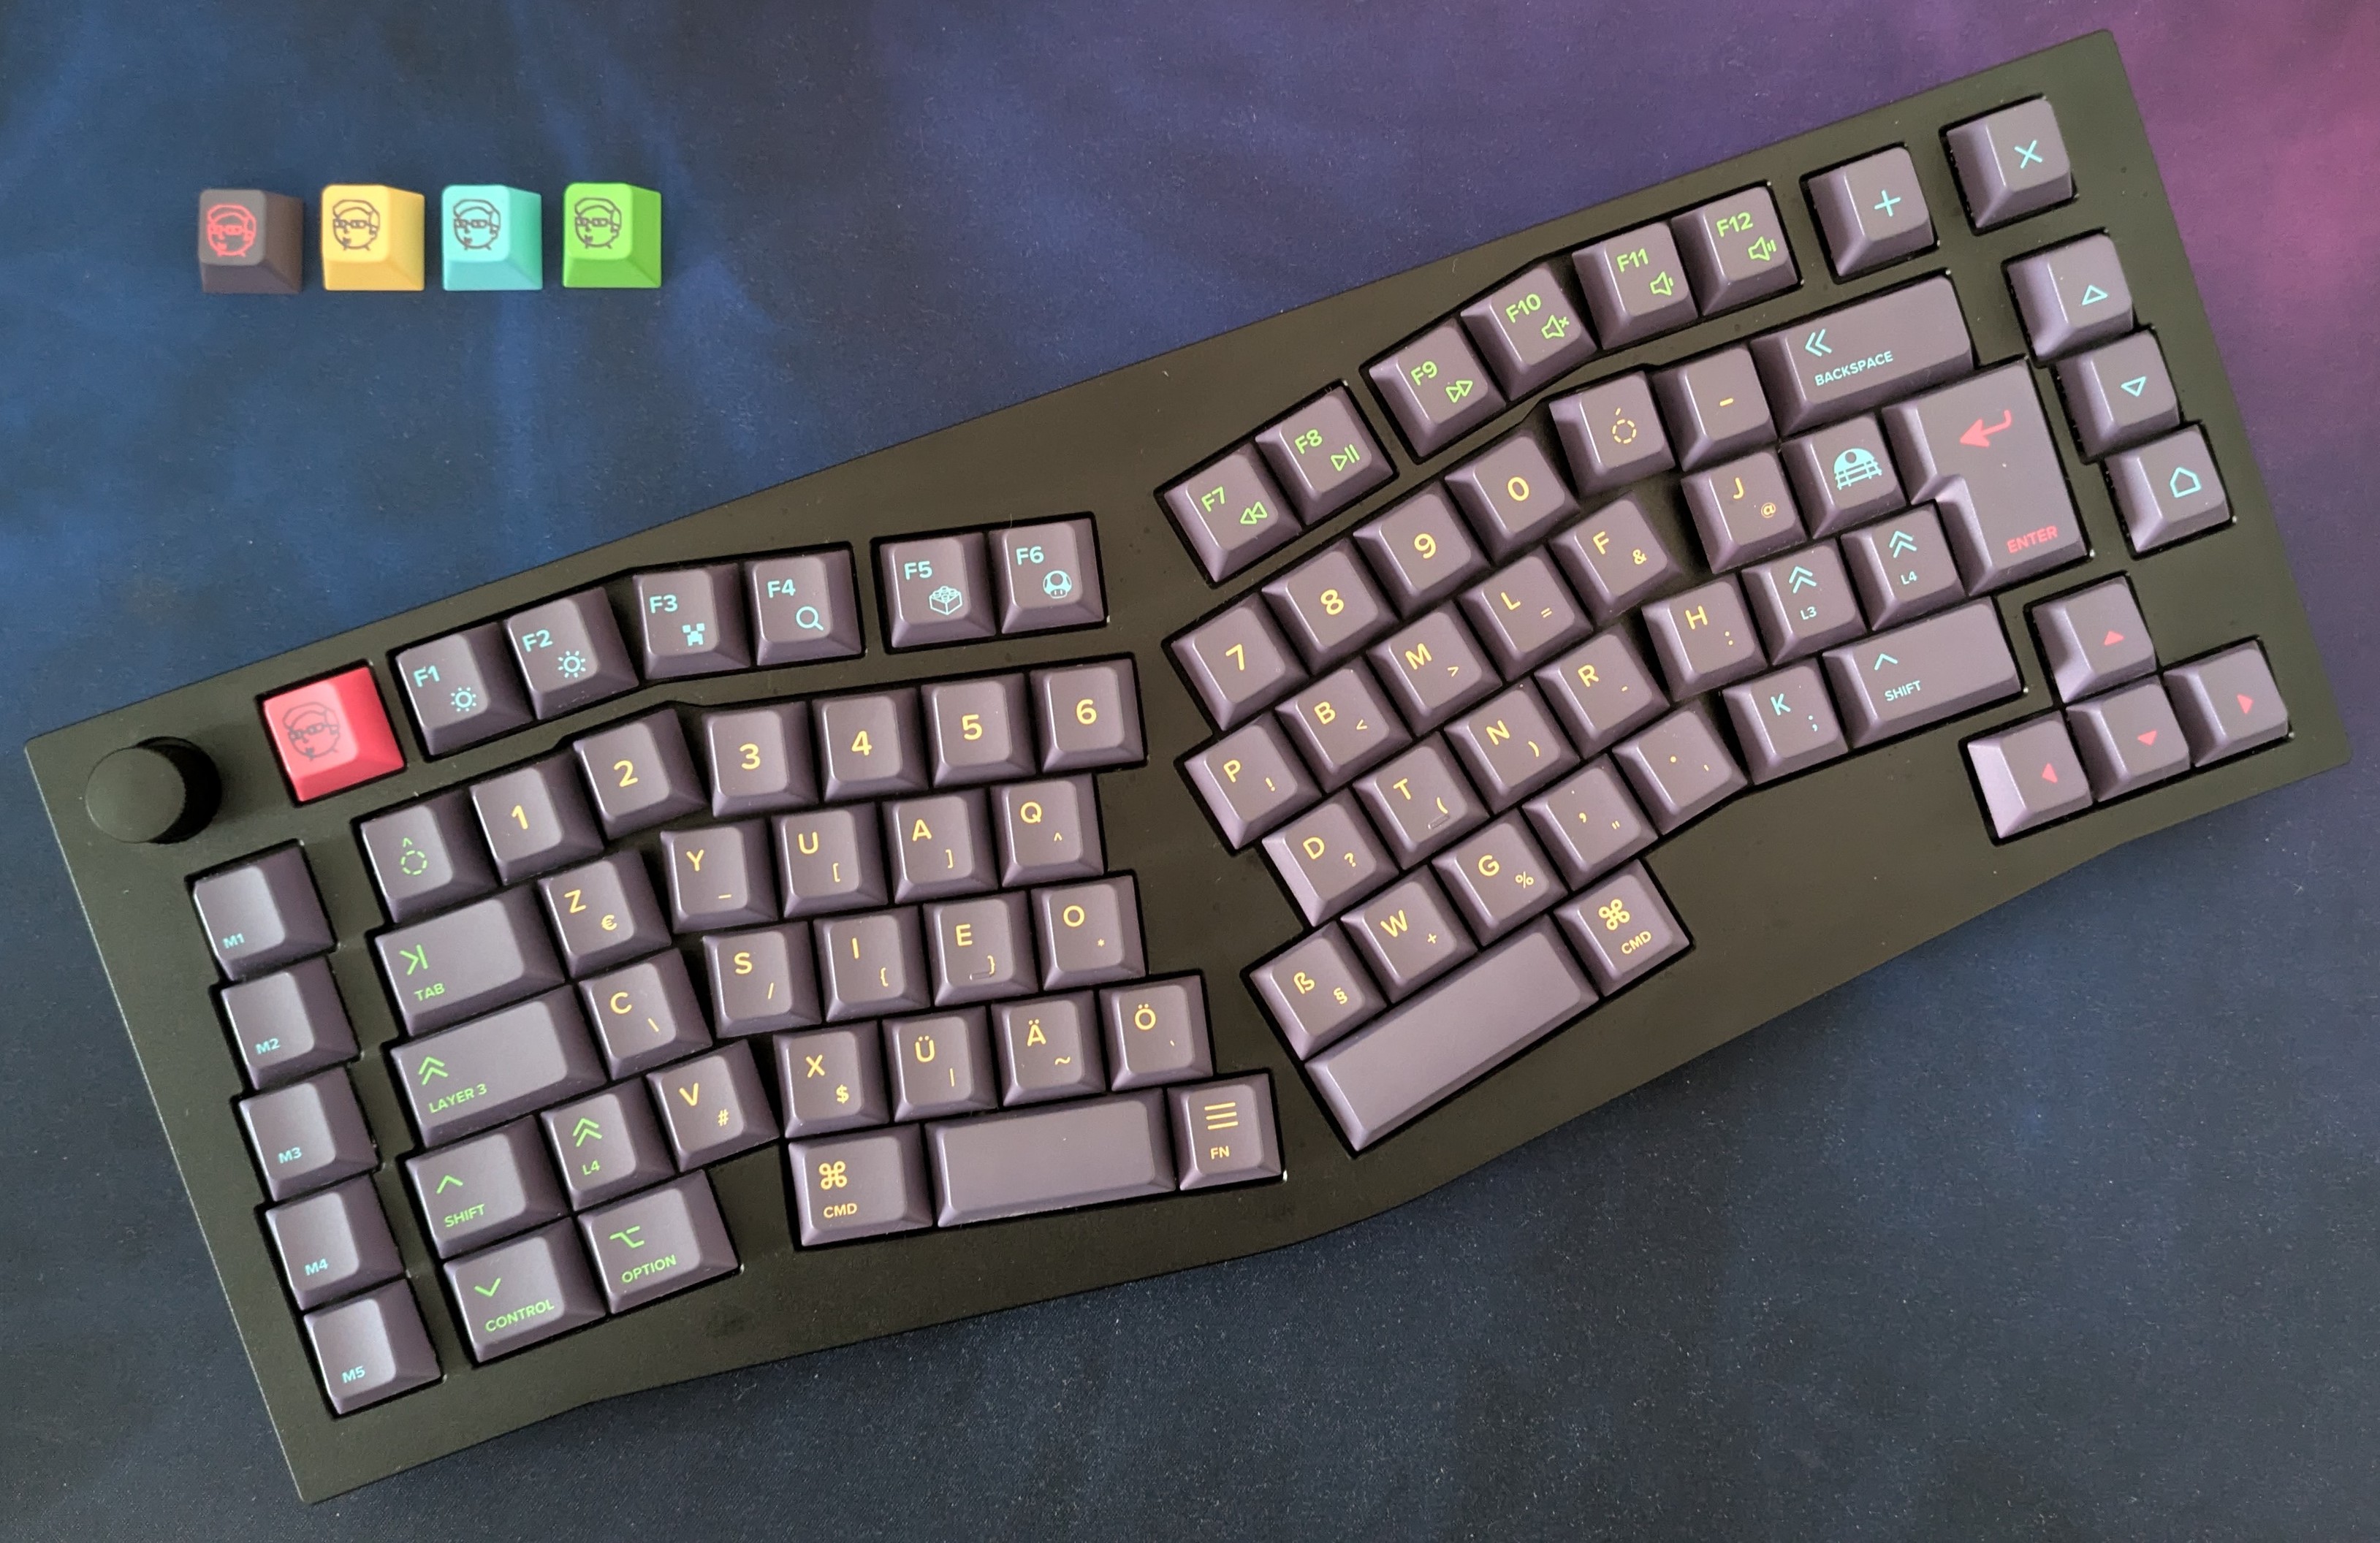 F1 F2 F3 F4 F5 F6 F7 F8 F9 F10 F11 F12 + ×
^ 1 2 3 4 5 6 7 8 9 0 ´ - BACKSPACE
M1 TAB Z € Y _ U [ A ] Q ^ P ! B < M > L = F & J @ ENTER
M2 LAYER 3 C \ S / I { E } O * D ? T ( N ) R - H : L3 L4
M3 SHIFT L4 V # X $ Ü | Ä ~ Ö ` ß § W + G % , " . ' K ; SHIFT
M4 CONTROL OPTION ⌘ CMD FN ⌘ CMD
M5